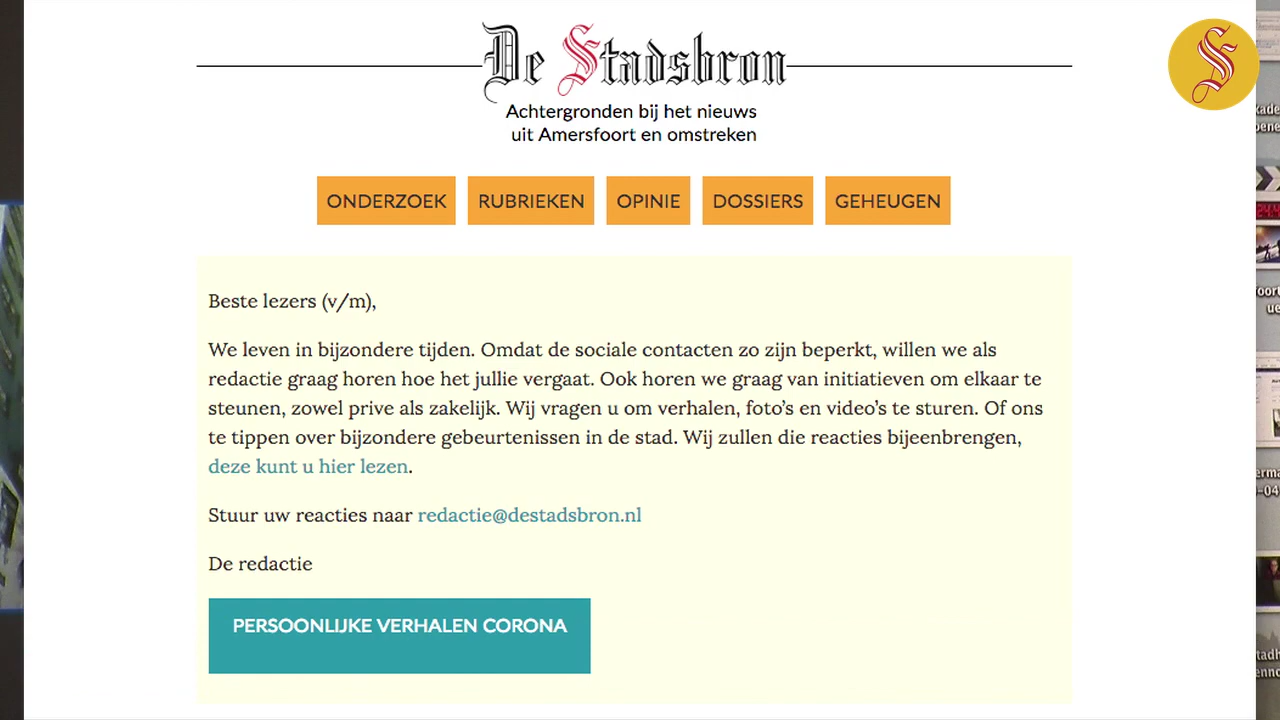 De Stadsbron
Achtergronden bij het nieuws
uit Amersfoort en omstreken
ONDERZOEK RUBRIEKEN OPINIE DOSSIERS GEHEUGEN
Beste lezers (v/m),
We leven in bijzondere tijden. Omdat de sociale contacten zo zijn beperkt, willen we als
redactie graag horen hoe het jullie vergaat. Ook horen we graag van initiatieven om elkaar te
steunen, zowel prive als zakelijk. Wij vragen u om verhalen, foto's en video's te sturen. Of ons
te tippen over bijzondere gebeurtenissen in de stad. Wij zullen die reacties bijeenbrengen,
deze kunt u hier lezen.
Stuur uw reacties naar redactie@destadsbron.nl
De redactie
PERSOONLIJKE VERHALEN CORONA
S